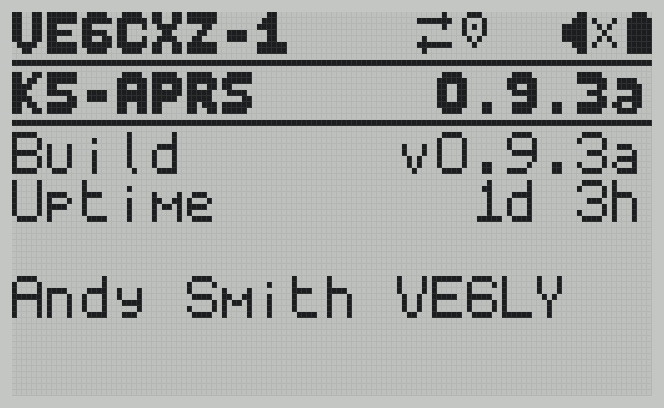 VE6CXZ-1
K5-APRS 0.9.3a
Build v0.9.3a
Uptime 1d 3h
Andy Smith VE6LY